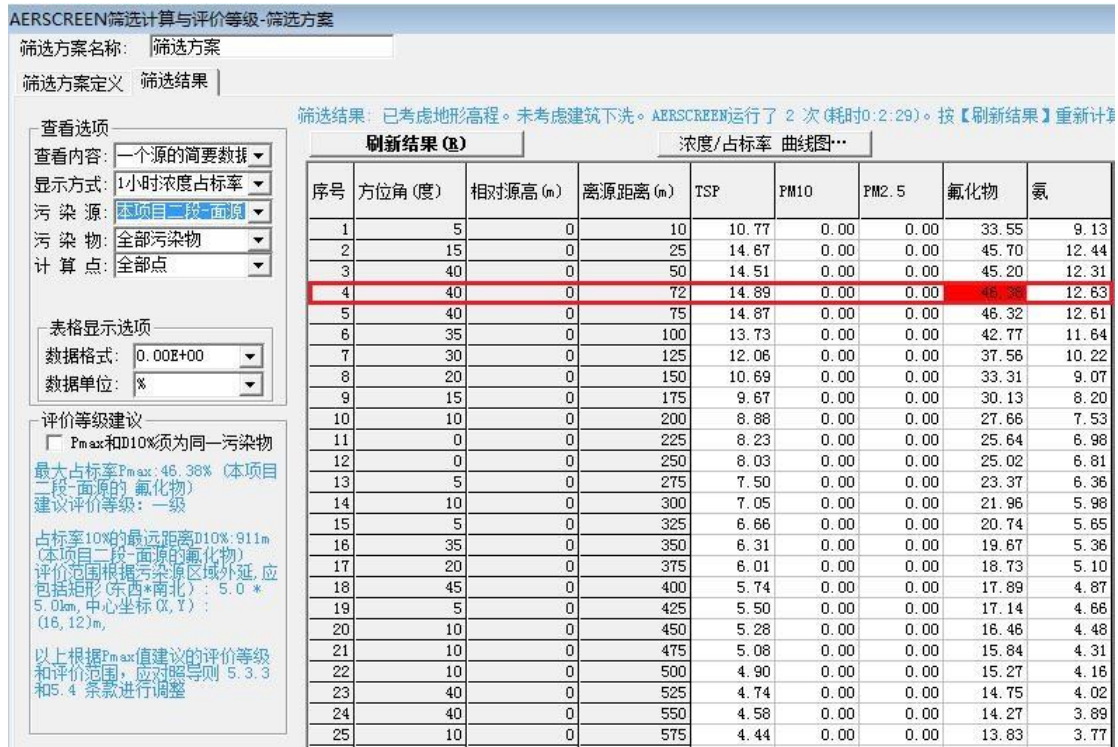 AERSCREEN筛选计算与评价等级-筛选方案
筛选方案名称: 筛选方案
筛选方案定义 筛选结果
筛选结果: 已考虑地形高程。未考虑建筑下洗。AERSCREEN运行了 2 次(耗时0:2:29)。按【刷新结果】重新计算
刷新结果(R) 浓度/占标率 曲线图…
查看选项
查看内容: 一个源的简要数据
显示方式: 1小时浓度占标率
污 染 源: 本项目二段-面源
污 染 物: 全部污染物
计 算 点: 全部点
表格显示选项
数据格式: 0.00E+00
数据单位: %
评价等级建议
Pmax和D10%须为同一污染物
最大占标率Pmax:46.38% (本项目
二段-面源的 氟化物)
建议评价等级: 一级
占标率10%的最远距离D10%:911m
(本项目二段-面源的氟化物)
评价范围根据污染源区域外延,应
包括矩形(东西*南北): 5.0 *
5.0km,中心坐标(X,Y):
(16,12)m,
以上根据Pmax值建议的评价等级
和评价范围，应对照导则 5.3.3
和5.4 条款进行调整
序号 方位角(度) 相对源高(m) 离源距离(m) TSP PM10 PM2.5 氟化物 氨
1 5 0 10 10.77 0.00 0.00 33.55 9.13
2 15 0 25 14.67 0.00 0.00 45.70 12.44
3 40 0 50 14.51 0.00 0.00 45.20 12.31
4 40 0 72 14.89 0.00 0.00 46.38 12.63
5 40 0 75 14.87 0.00 0.00 46.32 12.61
6 35 0 100 13.73 0.00 0.00 42.77 11.64
7 30 0 125 12.06 0.00 0.00 37.56 10.22
8 20 0 150 10.69 0.00 0.00 33.31 9.07
9 15 0 175 9.67 0.00 0.00 30.13 8.20
10 10 0 200 8.88 0.00 0.00 27.66 7.53
11 0 0 225 8.23 0.00 0.00 25.64 6.98
12 0 0 250 8.03 0.00 0.00 25.02 6.81
13 5 0 275 7.50 0.00 0.00 23.37 6.36
14 10 0 300 7.05 0.00 0.00 21.96 5.98
15 5 0 325 6.66 0.00 0.00 20.74 5.65
16 35 0 350 6.31 0.00 0.00 19.67 5.36
17 20 0 375 6.01 0.00 0.00 18.73 5.10
18 45 0 400 5.74 0.00 0.00 17.89 4.87
19 5 0 425 5.50 0.00 0.00 17.14 4.66
20 10 0 450 5.28 0.00 0.00 16.46 4.48
21 10 0 475 5.08 0.00 0.00 15.84 4.31
22 10 0 500 4.90 0.00 0.00 15.27 4.16
23 40 0 525 4.74 0.00 0.00 14.75 4.02
24 40 0 550 4.58 0.00 0.00 14.27 3.89
25 10 0 575 4.44 0.00 0.00 13.83 3.77